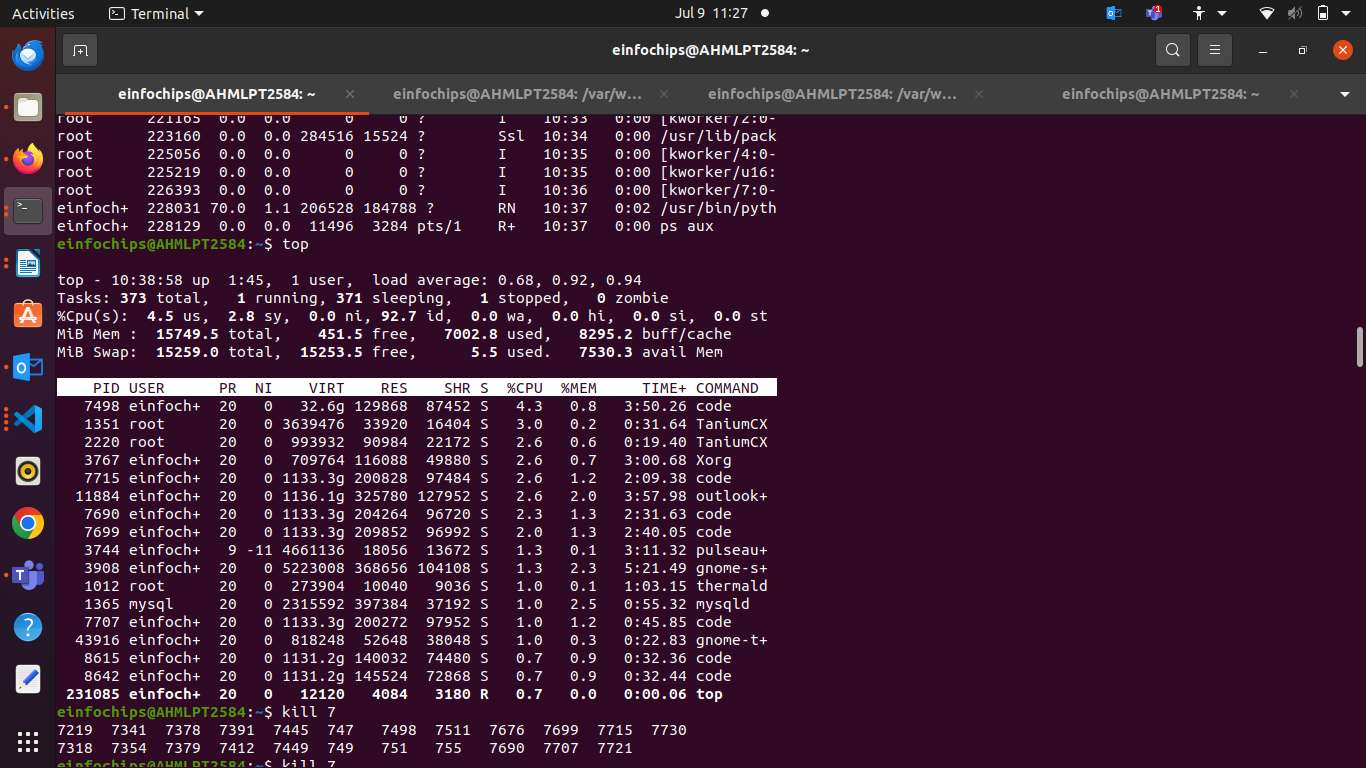 Activities
Terminal
Jul 9 11:27
einfochips@AHMLPT2584: ~
einfochips@AHMLPT2584: ~
einfochips@AHMLPT2584: /var/w...
einfochips@AHMLPT2584: /var/w...
einfochips@AHMLPT2584: ~
root 221165 0.0 0.0 0 0 ? I 10:33 0:00 [kworker/2:0-
root 223160 0.0 0.0 284516 15524 ? Ssl 10:34 0:00 /usr/lib/pack
root 225056 0.0 0.0 0 0 ? I 10:35 0:00 [kworker/4:0-
root 225219 0.0 0.0 0 0 ? I 10:35 0:00 [kworker/u16:
root 226393 0.0 0.0 0 0 ? I 10:36 0:00 [kworker/7:0-
einfoch+ 228031 70.0 1.1 206528 184788 ? RN 10:37 0:02 /usr/bin/pyth
einfoch+ 228129 0.0 0.0 11496 3284 pts/1 R+ 10:37 0:00 ps aux
einfochips@AHMLPT2584:~$ top
top - 10:38:58 up 1:45, 1 user, load average: 0.68, 0.92, 0.94
Tasks: 373 total, 1 running, 371 sleeping, 1 stopped, 0 zombie
%Cpu(s): 4.5 us, 2.8 sy, 0.0 ni, 92.7 id, 0.0 wa, 0.0 hi, 0.0 si, 0.0 st
MiB Mem : 15749.5 total, 451.5 free, 7002.8 used, 8295.2 buff/cache
MiB Swap: 15259.0 total, 15253.5 free, 5.5 used. 7530.3 avail Mem
PID USER PR NI VIRT RES SHR S %CPU %MEM TIME+ COMMAND
7498 einfoch+ 20 0 32.6g 129868 87452 S 4.3 0.8 3:50.26 code
1351 root 20 0 3639476 33920 16404 S 3.0 0.2 0:31.64 TaniumCX
2220 root 20 0 993932 90984 22172 S 2.6 0.6 0:19.40 TaniumCX
3767 einfoch+ 20 0 709764 116088 49880 S 2.6 0.7 3:00.68 Xorg
7715 einfoch+ 20 0 1133.3g 200828 97484 S 2.6 1.2 2:09.38 code
11884 einfoch+ 20 0 1136.1g 325780 127952 S 2.6 2.0 3:57.98 outlook+
7690 einfoch+ 20 0 1133.3g 204264 96720 S 2.3 1.3 2:31.63 code
7699 einfoch+ 20 0 1133.3g 209852 96992 S 2.0 1.3 2:40.05 code
3744 einfoch+ 9 -11 4661136 18056 13672 S 1.3 0.1 3:11.32 pulseau+
3908 einfoch+ 20 0 5223008 368656 104108 S 1.3 2.3 5:21.49 gnome-s+
1012 root 20 0 273904 10040 9036 S 1.0 0.1 1:03.15 thermald
1365 mysql 20 0 2315592 397384 37192 S 1.0 2.5 0:55.32 mysqld
7707 einfoch+ 20 0 1133.3g 200272 97952 S 1.0 1.2 0:45.85 code
43916 einfoch+ 20 0 818248 52648 38048 S 1.0 0.3 0:22.83 gnome-t+
8615 einfoch+ 20 0 1131.2g 140032 74480 S 0.7 0.9 0:32.36 code
8642 einfoch+ 20 0 1131.2g 145524 72868 S 0.7 0.9 0:32.44 code
231085 einfoch+ 20 0 12120 4084 3180 R 0.7 0.0 0:00.06 top
einfochips@AHMLPT2584:~$ kill 7
7219 7341 7378 7391 7445 747 7498 7511 7676 7699 7715 7730
7318 7354 7379 7412 7449 749 751 755 7690 7707 7721
einfochips@AHMLPT2584:~$ kill 7